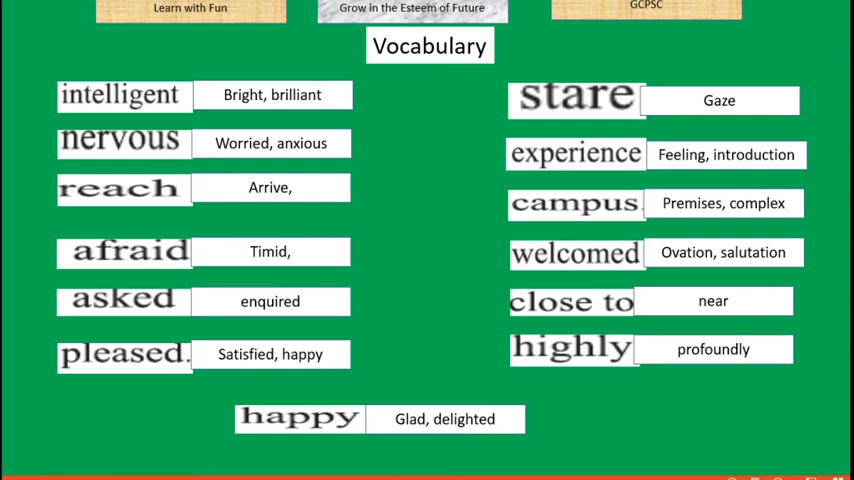 Learn with Fun
Grow in the Esteem of Future
GCPSC
Vocabulary
intelligent Bright, brilliant
nervous Worried, anxious
reach Arrive,
afraid Timid,
asked enquired
pleased. Satisfied, happy
stare Gaze
experience Feeling, introduction
campus. Premises, complex
welcomed Ovation, salutation
close to near
highly profoundly
happy Glad, delighted